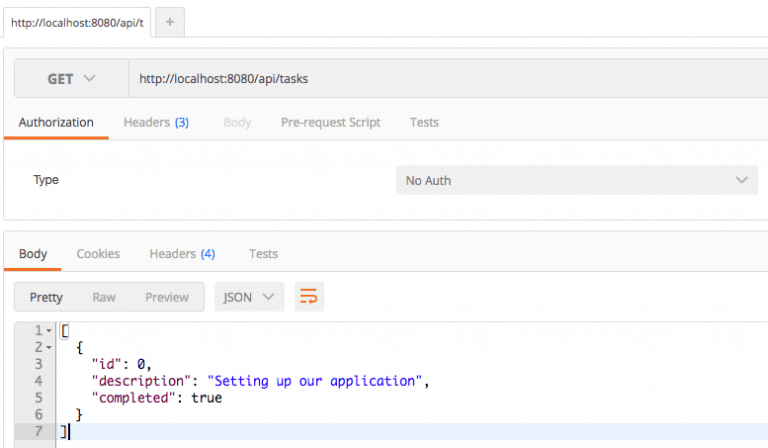 http://localhost:8080/api/t +
GET http://localhost:8080/api/tasks
Authorization Headers (3) Body Pre-request Script Tests
Type No Auth
Body Cookies Headers (4) Tests
Pretty Raw Preview JSON
1 [
2 {
3 "id": 0,
4 "description": "Setting up our application",
5 "completed": true
6 }
7 ]